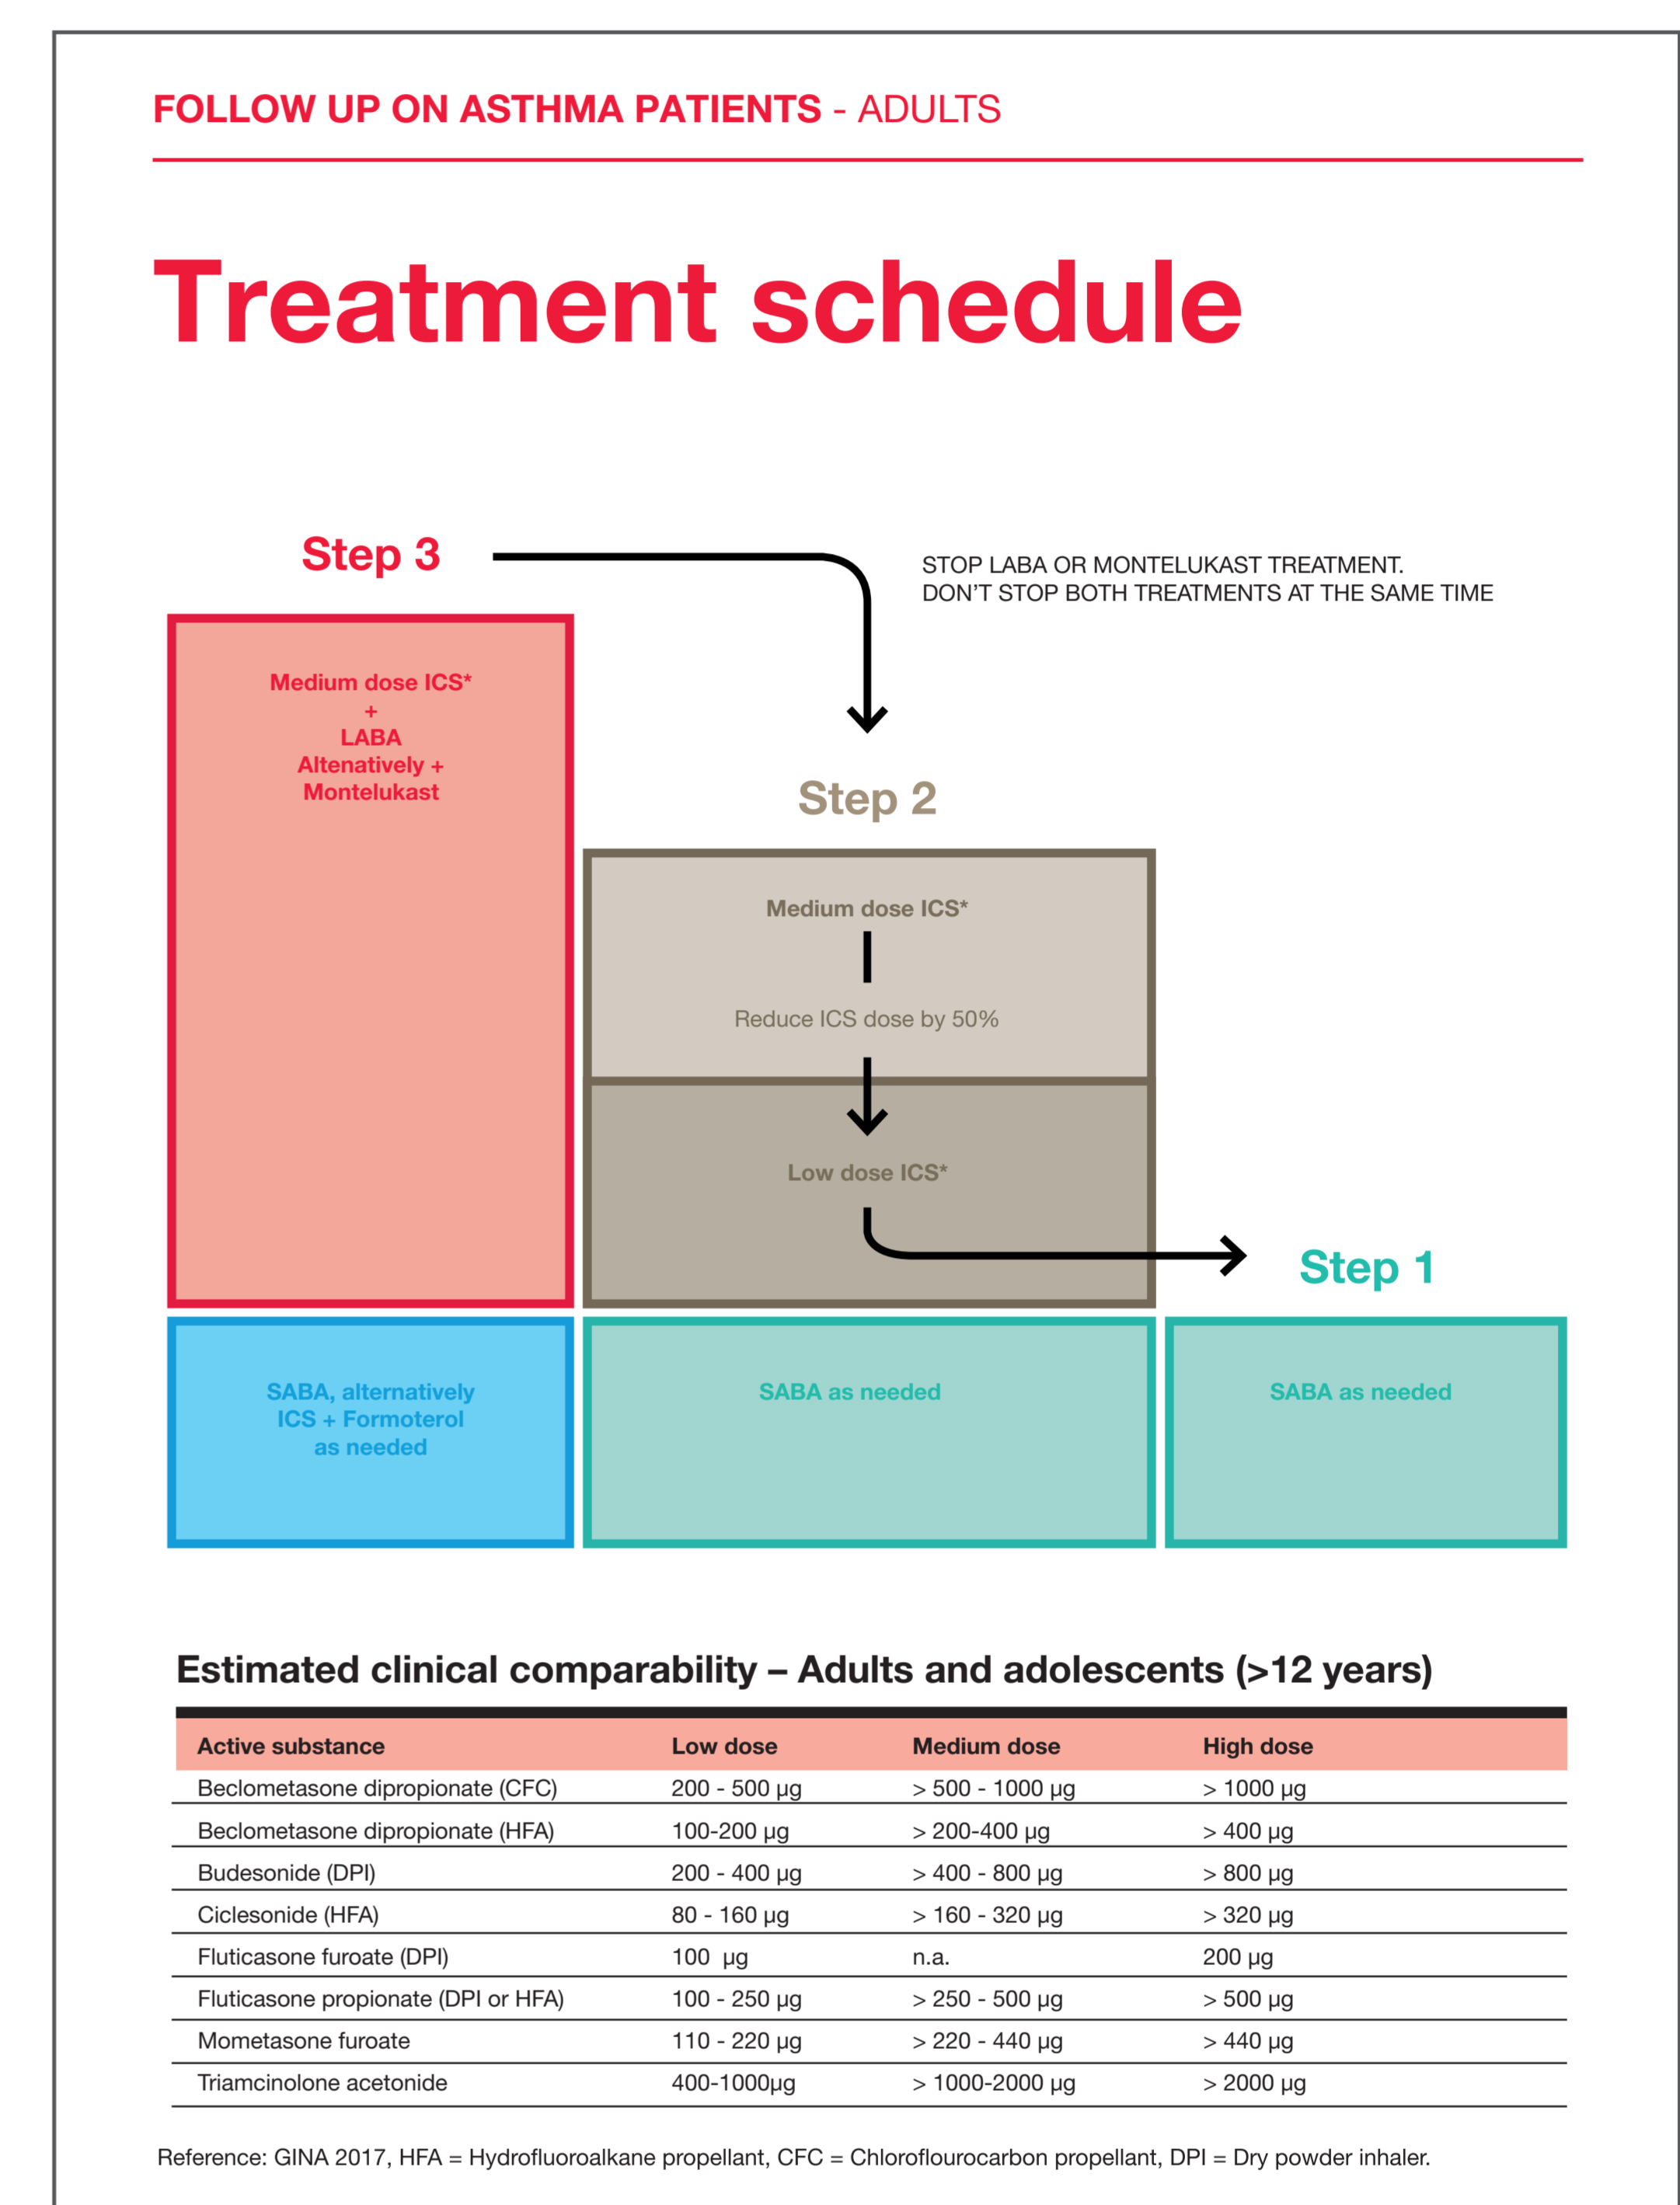 FOLLOW UP ON ASTHMA PATIENTS - ADULTS
Treatment schedule
Step 3
STOP LABA OR MONTELUKAST TREATMENT.
DON'T STOP BOTH TREATMENTS AT THE SAME TIME
Medium dose ICS*
+
LABA
Altenatively +
Montelukast
Step 2
Medium dose ICS*
Reduce ICS dose by 50%
Low dose ICS*
Step 1
SABA, alternatively
ICS + Formoterol
as needed
SABA as needed
SABA as needed
Estimated clinical comparability – Adults and adolescents (>12 years)
Active substance Low dose Medium dose High dose
Beclometasone dipropionate (CFC) 200 - 500 µg > 500 - 1000 µg > 1000 µg
Beclometasone dipropionate (HFA) 100-200 µg > 200-400 µg > 400 µg
Budesonide (DPI) 200 - 400 µg > 400 - 800 µg > 800 µg
Ciclesonide (HFA) 80 - 160 µg > 160 - 320 µg > 320 µg
Fluticasone furoate (DPI) 100 µg n.a. 200 µg
Fluticasone propionate (DPI or HFA) 100 - 250 µg > 250 - 500 µg > 500 µg
Mometasone furoate 110 - 220 µg > 220 - 440 µg > 440 µg
Triamcinolone acetonide 400-1000µg > 1000-2000 µg > 2000 µg
Reference: GINA 2017, HFA = Hydrofluoroalkane propellant, CFC = Chloroflourocarbon propellant, DPI = Dry powder inhaler.